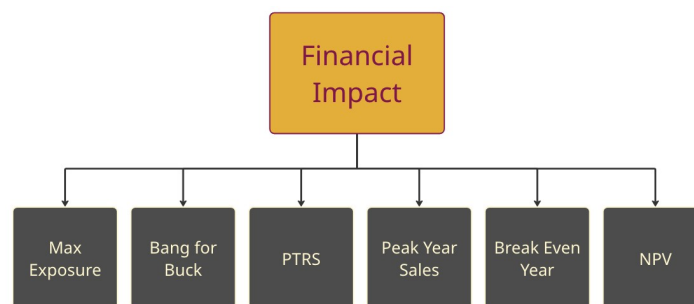 Financial
Impact
Max
Exposure
Bang for
Buck
PTRS
Peak Year
Sales
Break Even
Year
NPV